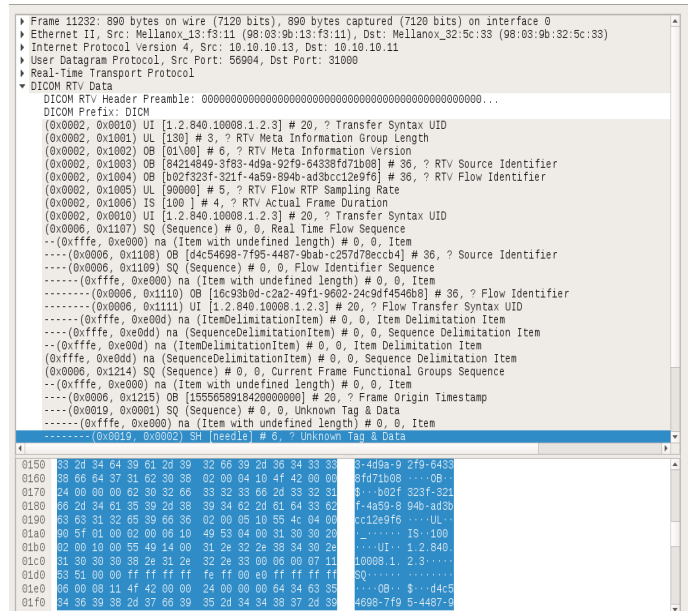 Frame 11232: 890 bytes on wire (7120 bits), 890 bytes captured (7120 bits) on interface 0
Ethernet II, Src: Mellanox_13:f3:11 (98:03:9b:13:f3:11), Dst: Mellanox_32:5c:33 (98:03:9b:32:5c:33)
Internet Protocol Version 4, Src: 10.10.10.13, Dst: 10.10.10.11
User Datagram Protocol, Src Port: 56904, Dst Port: 31000
Real-Time Transport Protocol
DICOM RTV Data
DICOM RTV Header Preamble: 00000000000000000000000000000000000000000000000000...
DICOM Prefix: DICM
(0x0002, 0x0010) UI [1.2.840.10008.1.2.3] # 20, ? Transfer Syntax UID
(0x0002, 0x1001) UL [130] # 3, ? RTV Meta Information Group Length
(0x0002, 0x1002) OB [01\00] # 6, ? RTV Meta Information Version
(0x0002, 0x1003) OB [84214849-3f83-4d9a-92f9-64338fd71b08] # 36, ? RTV Source Identifier
(0x0002, 0x1004) OB [b02f323f-321f-4a59-894b-ad3bcc12e9f6] # 36, ? RTV Flow Identifier
(0x0002, 0x1005) UL [90000] # 5, ? RTV Flow RTP Sampling Rate
(0x0002, 0x1006) IS [100 ] # 4, ? RTV Actual Frame Duration
(0x0002, 0x0010) UI [1.2.840.10008.1.2.3] # 20, ? Transfer Syntax UID
(0x0006, 0x1107) SQ (Sequence) # 0, 0, Real Time Flow Sequence
--(0xfffe, 0xe000) na (Item with undefined length) # 0, 0, Item
----(0x0006, 0x1108) OB [d4c54698-7f95-4487-9bab-c257d78eccb4] # 36, ? Source Identifier
----(0x0006, 0x1109) SQ (Sequence) # 0, 0, Flow Identifier Sequence
------(0xfffe, 0xe000) na (Item with undefined length) # 0, 0, Item
--------(0x0006, 0x1110) OB [16c93b0d-c2a2-49f1-9602-24c9df4546b8] # 36, ? Flow Identifier
--------(0x0006, 0x1111) UI [1.2.840.10008.1.2.3] # 20, ? Flow Transfer Syntax UID
------(0xfffe, 0xe00d) na (ItemDelimitationItem) # 0, 0, Item Delimitation Item
----(0xfffe, 0xe0dd) na (SequenceDelimitationItem) # 0, 0, Sequence Delimitation Item
--(0xfffe, 0xe00d) na (ItemDelimitationItem) # 0, 0, Item Delimitation Item
(0xfffe, 0xe0dd) na (SequenceDelimitationItem) # 0, 0, Sequence Delimitation Item
(0x0006, 0x1214) SQ (Sequence) # 0, 0, Current Frame Functional Groups Sequence
--(0xfffe, 0xe000) na (Item with undefined length) # 0, 0, Item
----(0x0006, 0x1215) OB [1555658918420000000] # 20, ? Frame Origin Timestamp
----(0x0019, 0x0001) SQ (Sequence) # 0, 0, Unknown Tag & Data
------(0xfffe, 0xe000) na (Item with undefined length) # 0, 0, Item
--------(0x0019, 0x0002) SH [needle] # 6, ? Unknown Tag & Data
0150 33 2d 34 64 39 61 2d 39 32 66 39 2d 36 34 33 33 3-4d9a-9 2f9-6433
0160 38 66 64 37 31 62 30 38 02 00 04 10 4f 42 00 00 8fd71b08 ····OB··
0170 24 00 00 00 62 30 32 66 33 32 33 66 2d 33 32 31 $···b02f 323f-321
0180 66 2d 34 61 35 39 2d 38 39 34 62 2d 61 64 33 62 f-4a59-8 94b-ad3b
0190 63 63 31 32 65 39 66 36 02 00 05 10 55 4c 04 00 cc12e9f6 ····UL··
01a0 90 5f 01 00 02 00 06 10 49 53 04 00 31 30 30 20 ·_······ IS··100
01b0 02 00 10 00 55 49 14 00 31 2e 32 2e 38 34 30 2e ····UI·· 1.2.840.
01c0 31 30 30 30 38 2e 31 2e 32 2e 33 00 06 00 07 11 10008.1. 2.3·····
01d0 53 51 00 00 ff ff ff ff fe ff 00 e0 ff ff ff ff SQ······ ········
01e0 06 00 08 11 4f 42 00 00 24 00 00 00 64 34 63 35 ····OB·· $···d4c5
01f0 34 36 39 38 2d 37 66 39 35 2d 34 34 38 37 2d 39 4698-7f9 5-4487-9